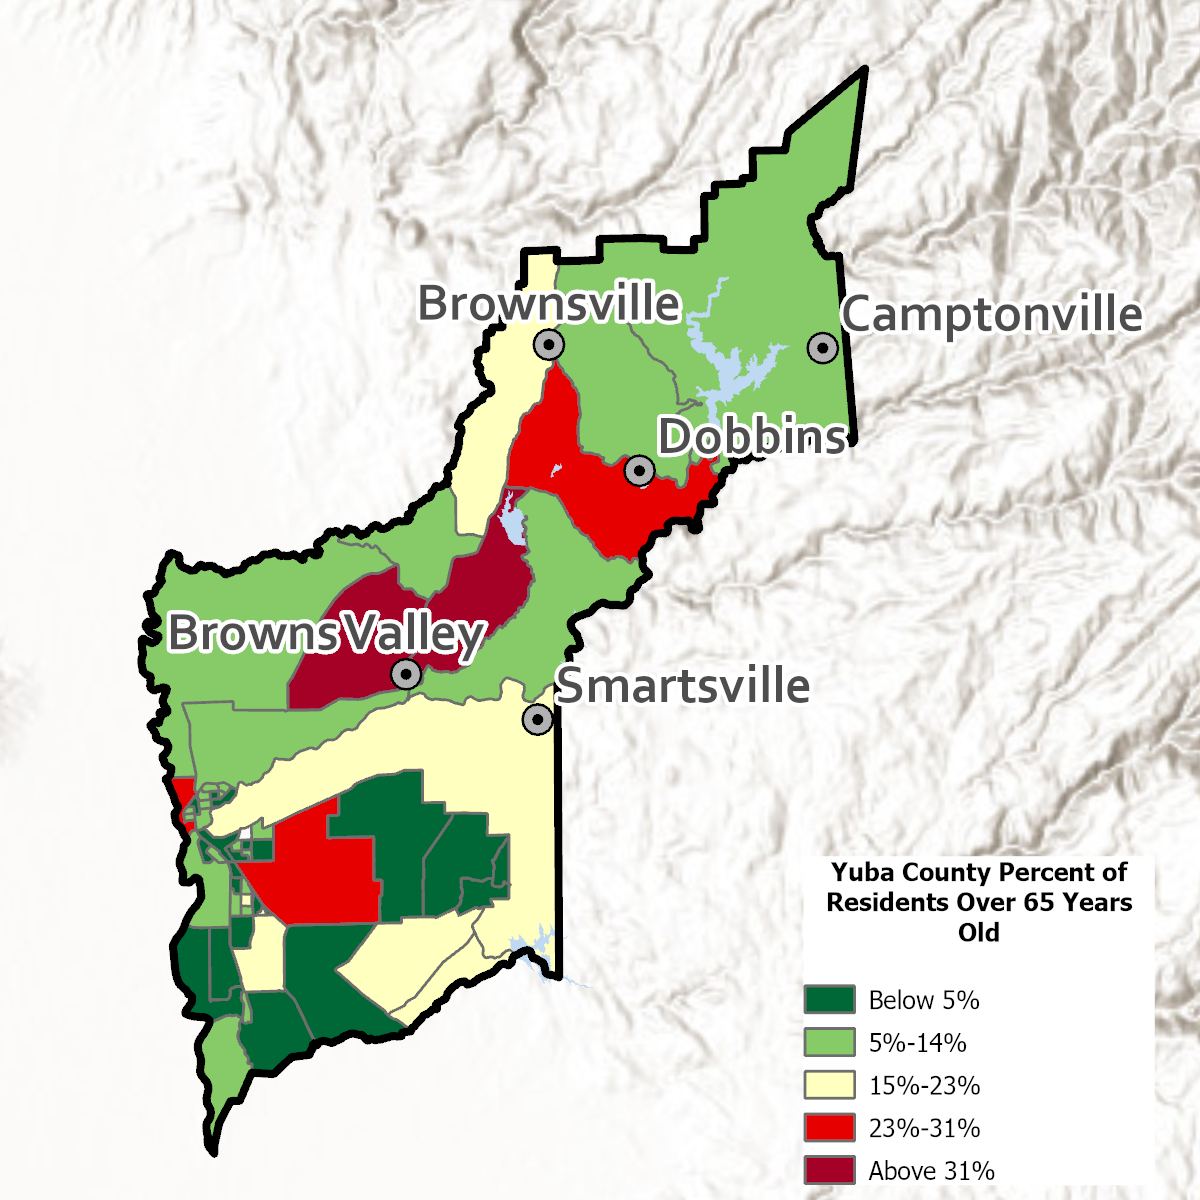 Brownsville
Camptonville
Dobbins
Browns Valley
Smartsville
Yuba County Percent of
Residents Over 65 Years
Old
Below 5%
5%-14%
15%-23%
23%-31%
Above 31%